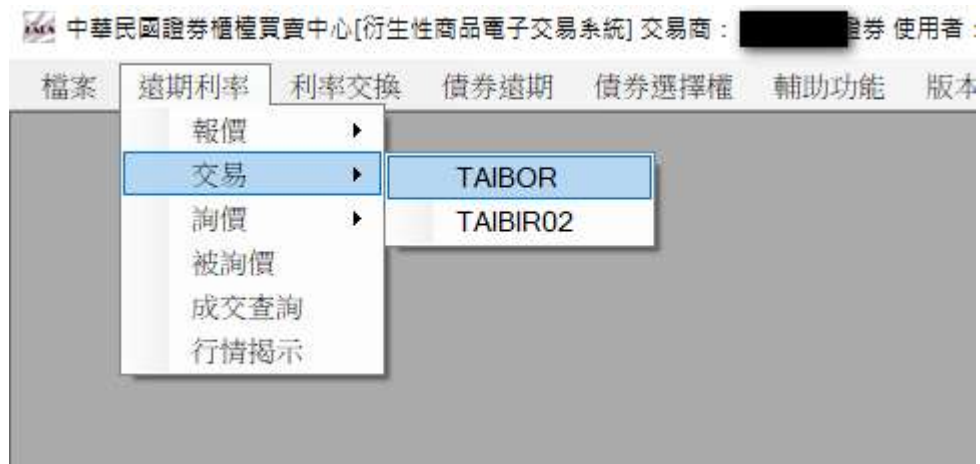 中華民國證券櫃檯買賣中心[衍生性商品電子交易系統] 交易商： 證券 使用者：
檔案 遠期利率 利率交換 債券遠期 債券選擇權 輔助功能 版本
報價
交易 TAIBOR
詢價 TAIBIR02
被詢價
成交查詢
行情揭示